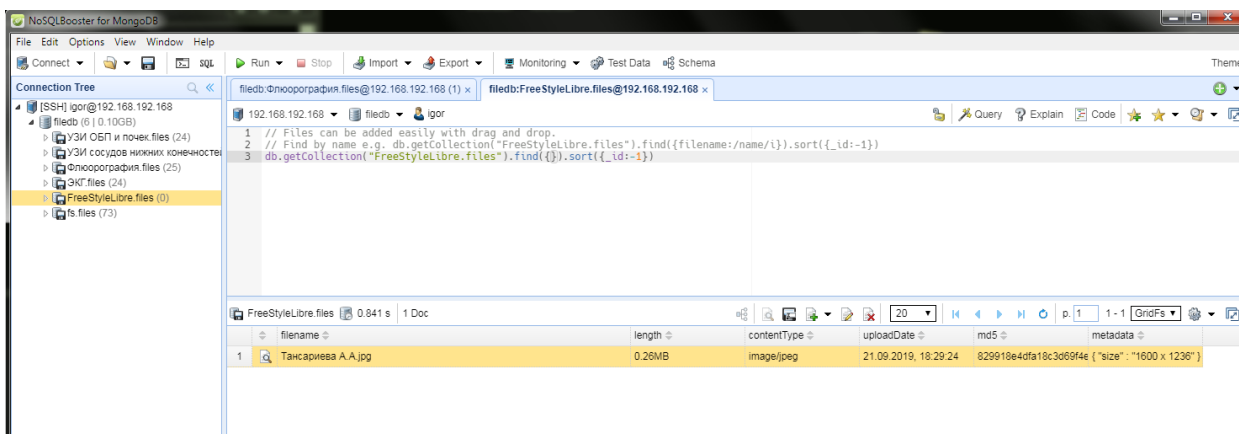 NoSQLBooster for MongoDB
File Edit Options View Window Help
Connect SQL Run Stop Import Export Monitoring Test Data Schema Theme
Connection Tree
[SSH] igor@192.168.192.168
filedb (6 | 0.10GB)
УЗИ ОБП и почек.files (24)
УЗИ сосудов нижних конечностей
Флюорография.files (25)
ЭКГ.files (24)
FreeStyleLibre.files (0)
fs.files (73)
filedb:Флюорография.files@192.168.192.168 (1) × filedb:FreeStyleLibre.files@192.168.192.168 ×
192.168.192.168 filedb igor Query Explain Code
1 // Files can be added easily with drag and drop.
2 // Find by name e.g. db.getCollection("FreeStyleLibre.files").find({filename:/name/i}).sort({_id:-1})
3 db.getCollection("FreeStyleLibre.files").find({}).sort({_id:-1})
FreeStyleLibre.files 0.841 s 1 Doc 20 p. 1 1 - 1 GridFs
filename length contentType uploadDate md5 metadata
1 Тансариева А.А.jpg 0.26MB image/jpeg 21.09.2019, 18:29:24 829918e4dfa18c3d69f4e { "size" : "1600 x 1236" }